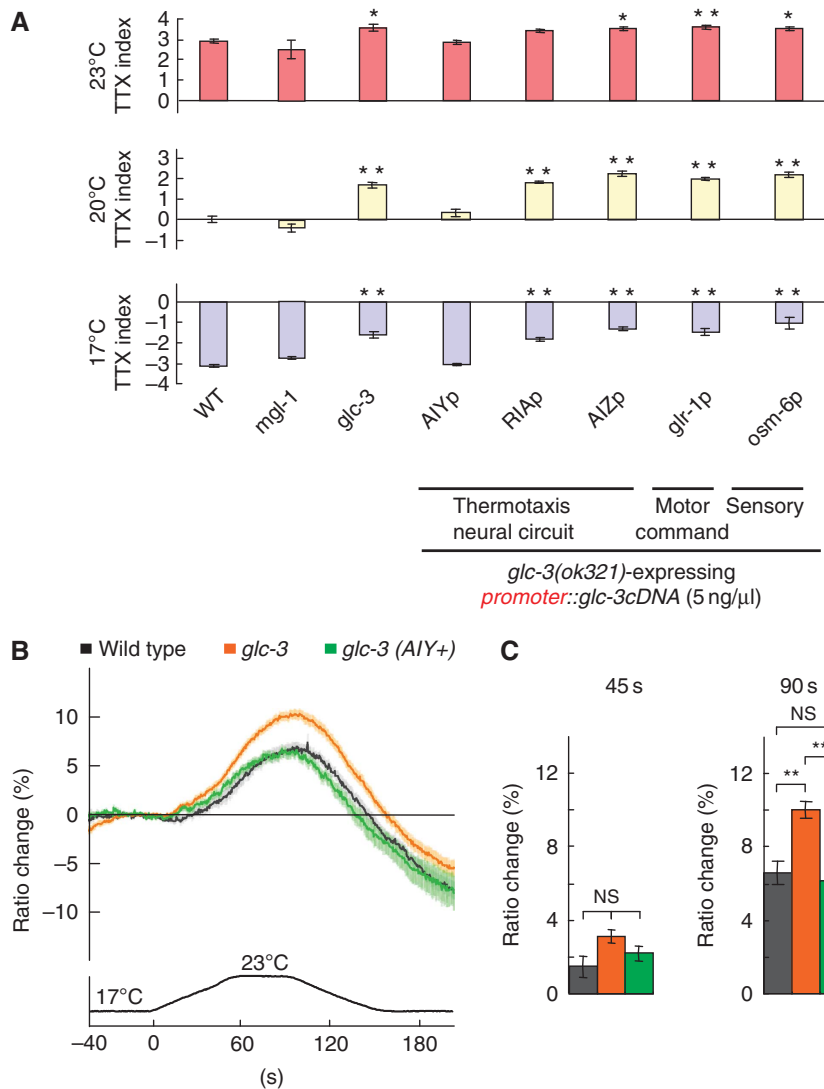 A
23°C
TTX index
4
3
2
1
0
*
*
* *
*
20°C
TTX index
3
2
1
0
−1
* *
* *
* *
* *
* *
17°C
TTX index
0
−1
−2
−3
−4
* *
* *
* *
* *
* *
WT
mgl-1
glc-3
AIYp
RIAp
AIZp
glr-1p
osm-6p
Thermotaxis
neural circuit
Motor
command
Sensory
glc-3(ok321)-expressing
promoter::glc-3cDNA (5 ng/μl)
B
Wild type glc-3 glc-3 (AIY+)
Ratio change (%)
10
5
0
−5
−10
17°C
23°C
−40 0 60 120 180
(s)
C
45 s
Ratio change (%)
12
8
4
0
NS
90 s
Ratio change (%)
12
8
4
0
NS
**
**